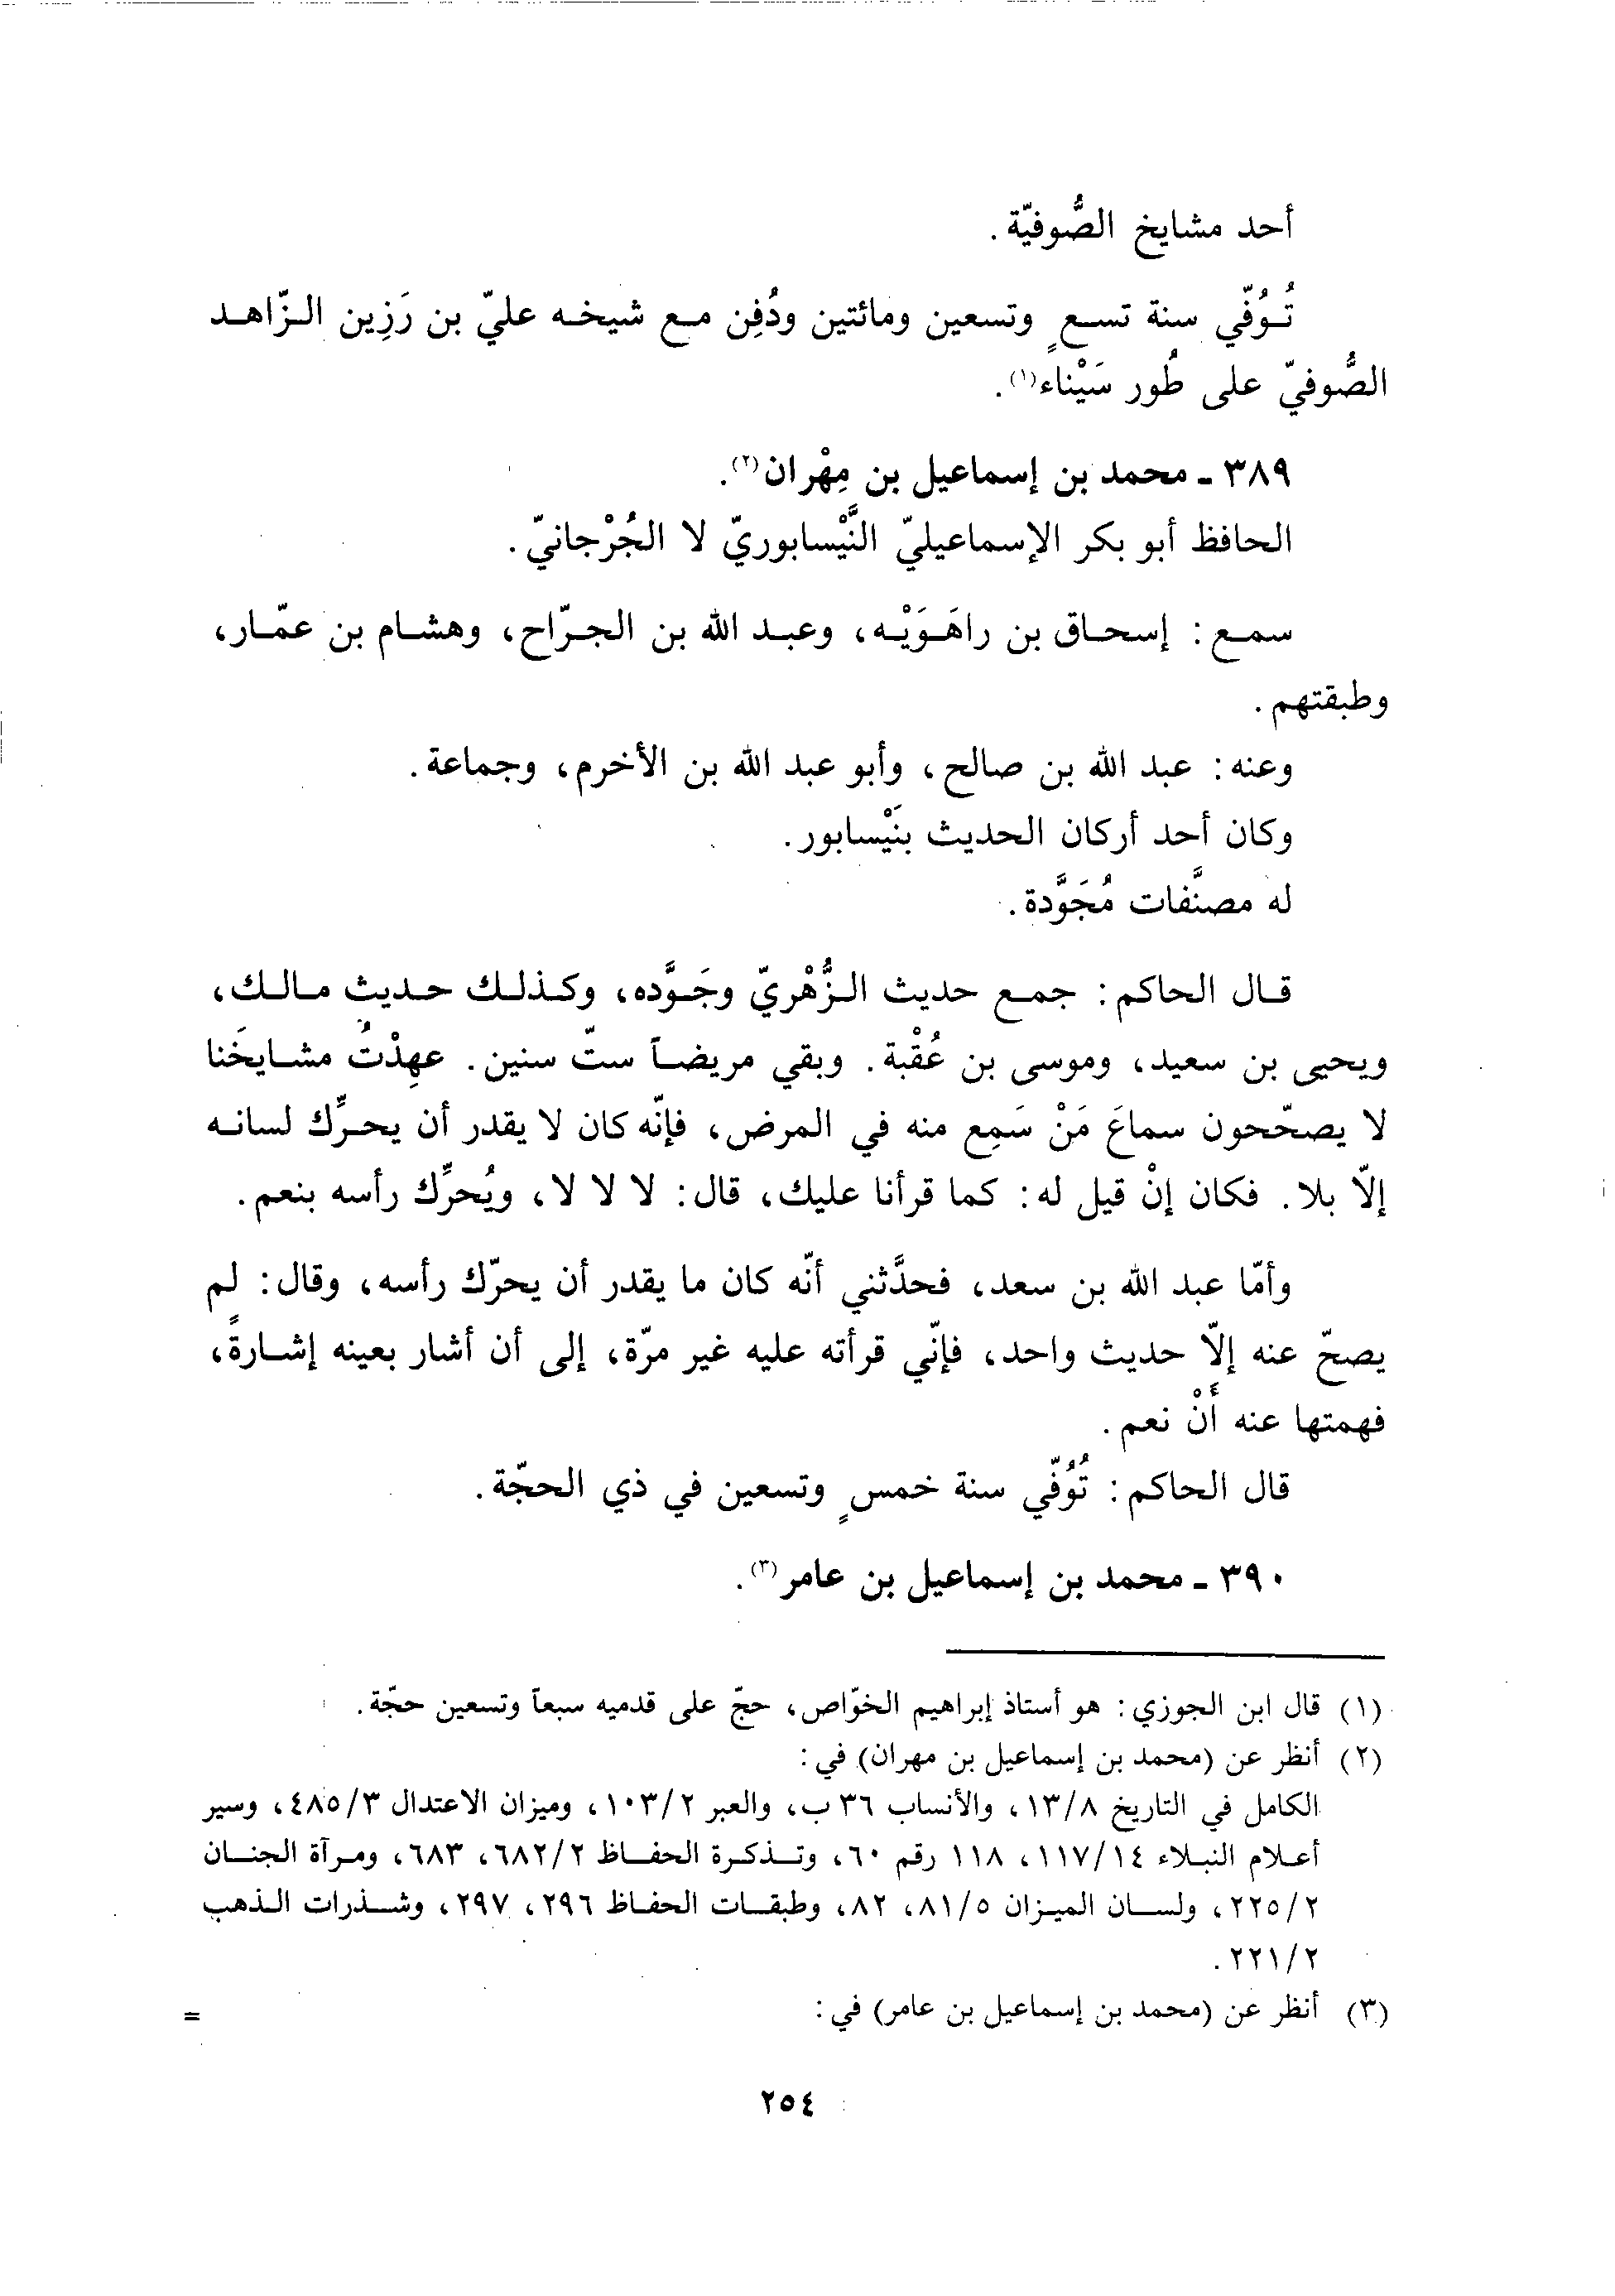 أحد مشايخ الصُّوفيّة.
تُوُفّي سنة تسعٍ وتسعين ومائتين ودُفِن مع شيخه عليّ بن رَزِين الزّاهد
الصُّوفيّ على طُور سَيْناء(١).
٣٨٩ - محمد بن إسماعيل بن مِهْران(٢).
الحافظ أبو بكر الإسماعيليّ النَّيْسابوريّ لا الجُرْجانيّ.
سمع: إسحاق بن راهَوَيْه، وعبد الله بن الجرّاح، وهشام بن عمّار،
وطبقتهم.
وعنه: عبد الله بن صالح، وأبو عبد الله بن الأخرم، وجماعة.
وكان أحد أركان الحديث بنَيْسابور.
له مصنَّفات مُجَوَّدة.
قال الحاكم: جمع حديث الزُّهْريّ وجَوَّده، وكذلك حديث مالك،
ويحيى بن سعيد، وموسى بن عُقْبة. وبقي مريضاً ستّ سنين. عهِدْتُ مشايخَنا
لا يصحّحون سماعَ مَنْ سَمِع منه في المرض، فإنّه كان لا يقدر أن يحرِّك لسانه
إلّا بلا. فكان إنْ قيل له: كما قرأنا عليك، قال: لا لا لا، ويُحرِّك رأسه بنعم.
وأمّا عبد الله بن سعد، فحدَّثني أنّه كان ما يقدر أن يحرّك رأسه، وقال: لم
يصحّ عنه إلّا حديث واحد، فإنّي قرأته عليه غير مرّة، إلى أن أشار بعينه إشارةً،
فهمتها عنه أَنْ نعم.
قال الحاكم: تُوُفّي سنة خمسٍ وتسعين في ذي الحجّة.
٣٩٠ - محمد بن إسماعيل بن عامر(٣).
(١) قال ابن الجوزي: هو أستاذ إبراهيم الخوّاص، حجّ على قدميه سبعاً وتسعين حجّة.
(٢) أنظر عن (محمد بن إسماعيل بن مهران) في:
الكامل في التاريخ ١٣/٨، والأنساب ٣٦ ب، والعبر ١٠٣/٢، وميزان الاعتدال ٤٨٥/٣، وسير
أعلام النبلاء ١١٧/١٤، ١١٨ رقم ٦٠، وتذكرة الحفاظ ٦٨٢/٢، ٦٨٣، ومرآة الجنان
٢٢٥/٢، ولسان الميزان ٨١/٥، ٨٢، وطبقات الحفاظ ٢٩٦، ٢٩٧، وشذرات الذهب
٢٢١/٢.
(٣) أنظر عن (محمد بن إسماعيل بن عامر) في: =
٢٥٤